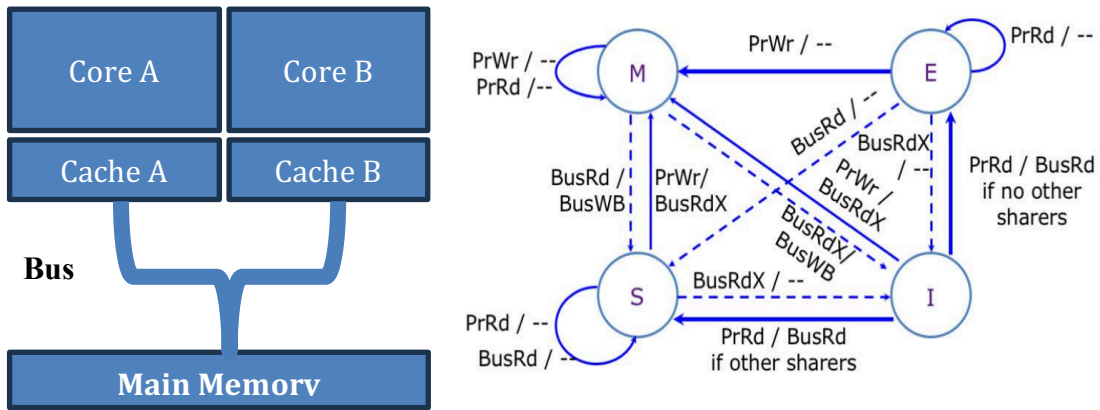 Core A
Core B
Cache A
Cache B
Bus
Main Memory
M
E
S
I
PrWr / --
PrRd /--
PrWr / --
PrRd / --
BusRd / --
BusRdX
/ --
PrRd / BusRd
if no other
sharers
BusRd /
BusWB
PrWr/
BusRdX
PrWr /
BusRdX
BusRdX/
BusWB
BusRdX / --
PrRd / --
BusRd / --
PrRd / BusRd
if other sharers